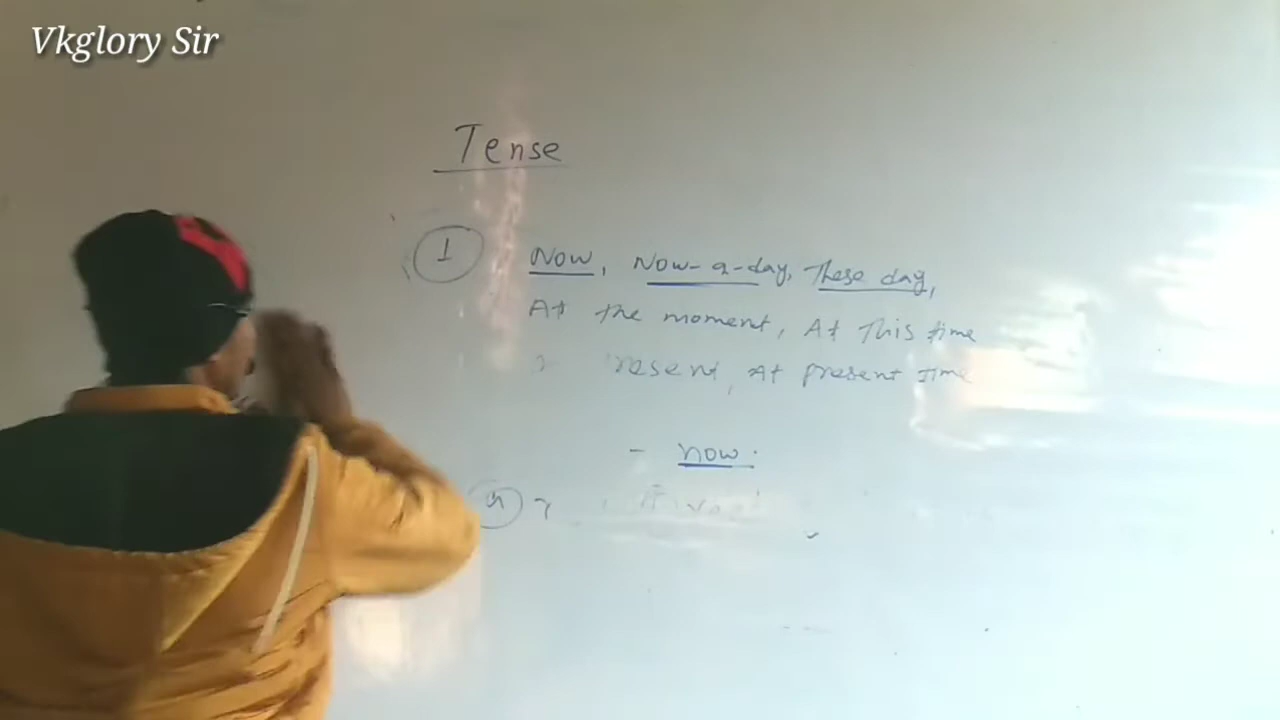 Vkglory Sir
Tense
1 Now, Now-a-day, These day,
At the moment, At This time
resent, At present Time
- now.